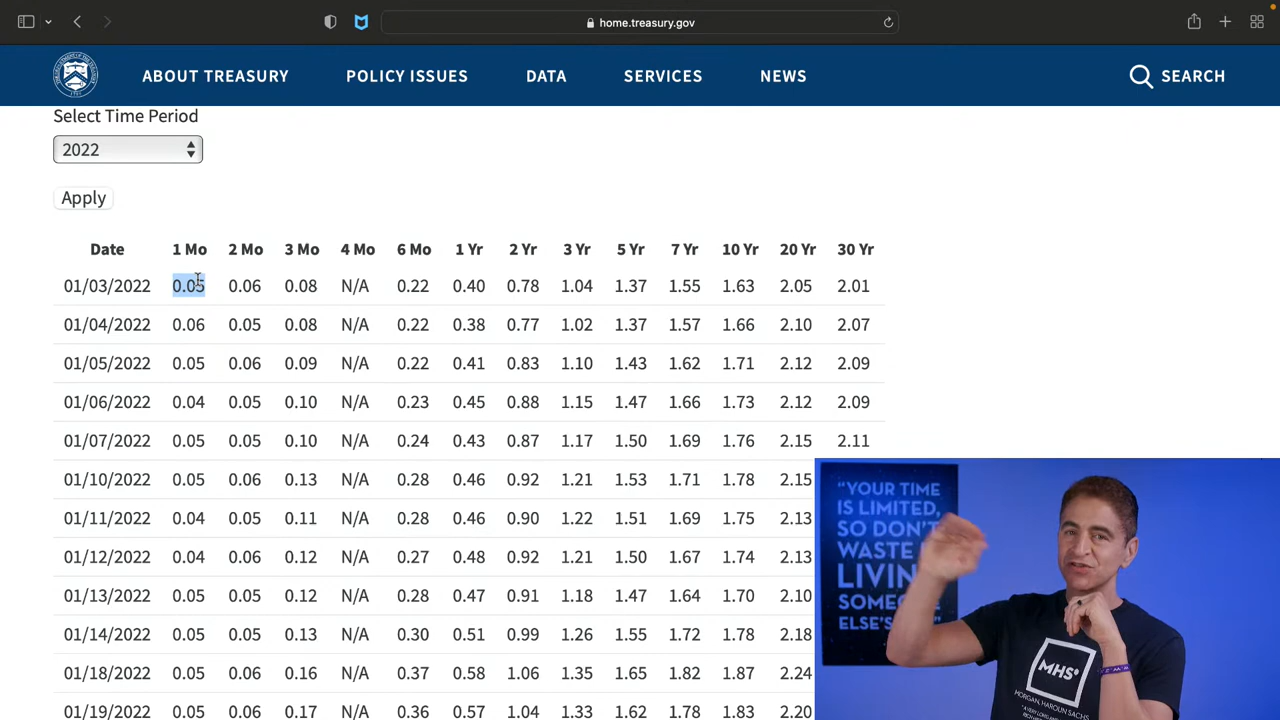 home.treasury.gov
ABOUT TREASURY POLICY ISSUES DATA SERVICES NEWS SEARCH
Select Time Period
2022
Apply
Date 1 Mo 2 Mo 3 Mo 4 Mo 6 Mo 1 Yr 2 Yr 3 Yr 5 Yr 7 Yr 10 Yr 20 Yr 30 Yr
01/03/2022 0.05 0.06 0.08 N/A 0.22 0.40 0.78 1.04 1.37 1.55 1.63 2.05 2.01
01/04/2022 0.06 0.05 0.08 N/A 0.22 0.38 0.77 1.02 1.37 1.57 1.66 2.10 2.07
01/05/2022 0.05 0.06 0.09 N/A 0.22 0.41 0.83 1.10 1.43 1.62 1.71 2.12 2.09
01/06/2022 0.04 0.05 0.10 N/A 0.23 0.45 0.88 1.15 1.47 1.66 1.73 2.12 2.09
01/07/2022 0.05 0.05 0.10 N/A 0.24 0.43 0.87 1.17 1.50 1.69 1.76 2.15 2.11
01/10/2022 0.05 0.06 0.13 N/A 0.28 0.46 0.92 1.21 1.53 1.71 1.78 2.15
01/11/2022 0.04 0.05 0.11 N/A 0.28 0.46 0.90 1.22 1.51 1.69 1.75 2.13
01/12/2022 0.04 0.06 0.12 N/A 0.27 0.48 0.92 1.21 1.50 1.67 1.74 2.13
01/13/2022 0.05 0.05 0.12 N/A 0.28 0.47 0.91 1.18 1.47 1.64 1.70 2.10
01/14/2022 0.05 0.05 0.13 N/A 0.30 0.51 0.99 1.26 1.55 1.72 1.78 2.18
01/18/2022 0.05 0.06 0.16 N/A 0.37 0.58 1.06 1.35 1.65 1.82 1.87 2.24
01/19/2022 0.05 0.06 0.17 N/A 0.36 0.57 1.04 1.33 1.62 1.78 1.83 2.20
"YOUR TIME
IS LIMITED,
SO DON'T
WASTE
LIVIN
SOME
ELSE'S
MHS
MORGAN, HAROUN, SACHS